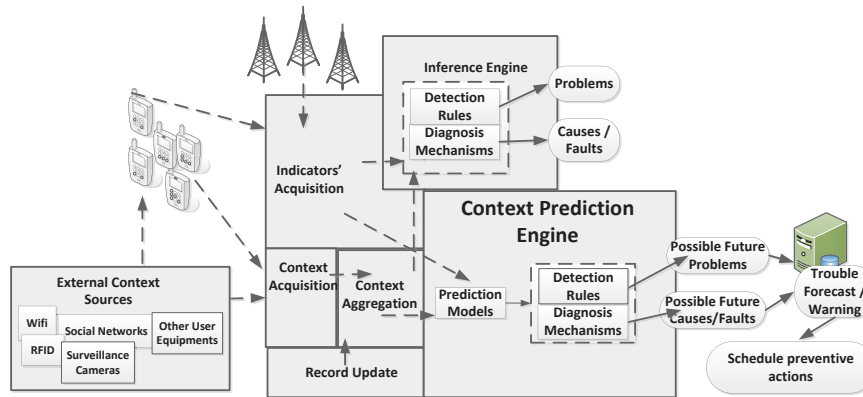 Inference Engine
Detection
Rules
Diagnosis
Mechanisms
Problems
Causes /
Faults
Indicators'
Acquisition
Context Prediction
Engine
External Context
Sources
Wifi
Social Networks
Other User
Equipments
RFID
Surveillance
Cameras
Context
Acquisition
Context
Aggregation
Record Update
Prediction
Models
Detection
Rules
Diagnosis
Mechanisms
Possible Future
Problems
Possible Future
Causes/Faults
Trouble
Forecast /
Warning
Schedule preventive
actions